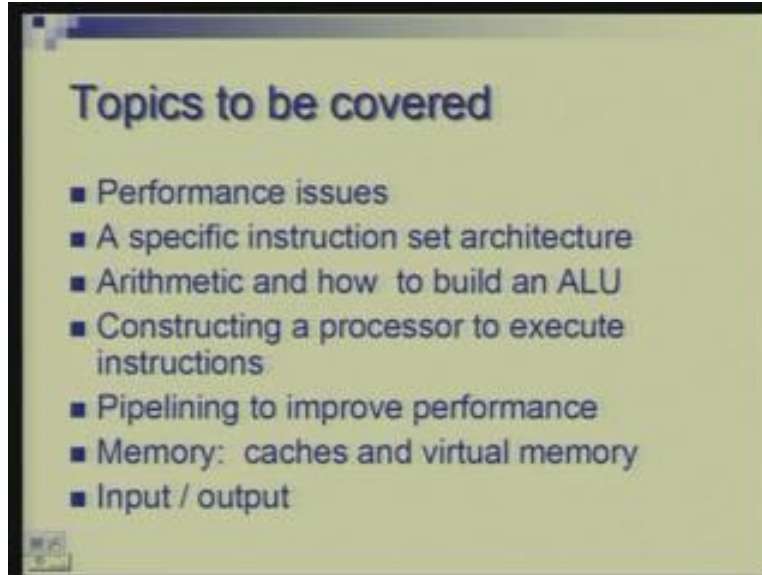 Topics to be covered
■ Performance issues
■ A specific instruction set architecture
■ Arithmetic and how to build an ALU
■ Constructing a processor to execute
instructions
■ Pipelining to improve performance
■ Memory: caches and virtual memory
■ Input / output